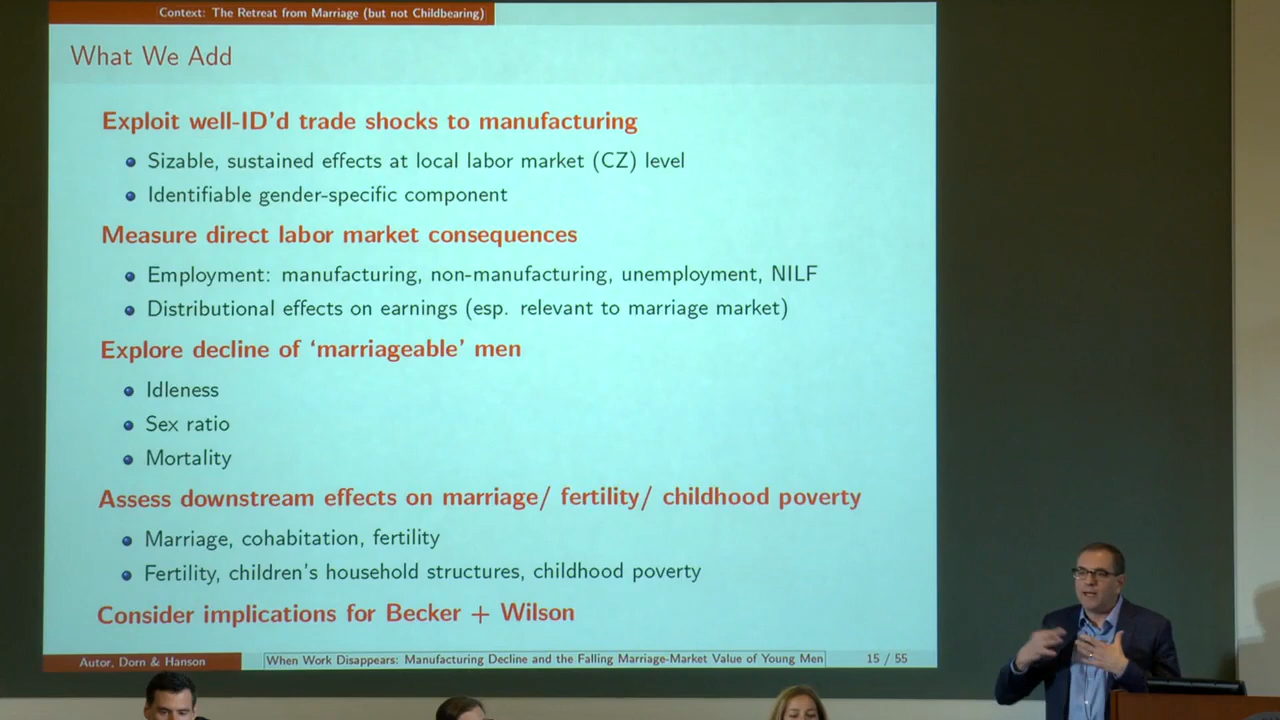 Context: The Retreat from Marriage (but not Childbearing)
What We Add
Exploit well-ID'd trade shocks to manufacturing
Sizable, sustained effects at local labor market (CZ) level
Identifiable gender-specific component
Measure direct labor market consequences
Employment: manufacturing, non-manufacturing, unemployment, NILF
Distributional effects on earnings (esp. relevant to marriage market)
Explore decline of ‘marriageable’ men
Idleness
Sex ratio
Mortality
Assess downstream effects on marriage/ fertility/ childhood poverty
Marriage, cohabitation, fertility
Fertility, children's household structures, childhood poverty
Consider implications for Becker + Wilson
Autor, Dorn & Hanson
When Work Disappears: Manufacturing Decline and the Falling Marriage-Market Value of Young Men
15 / 55